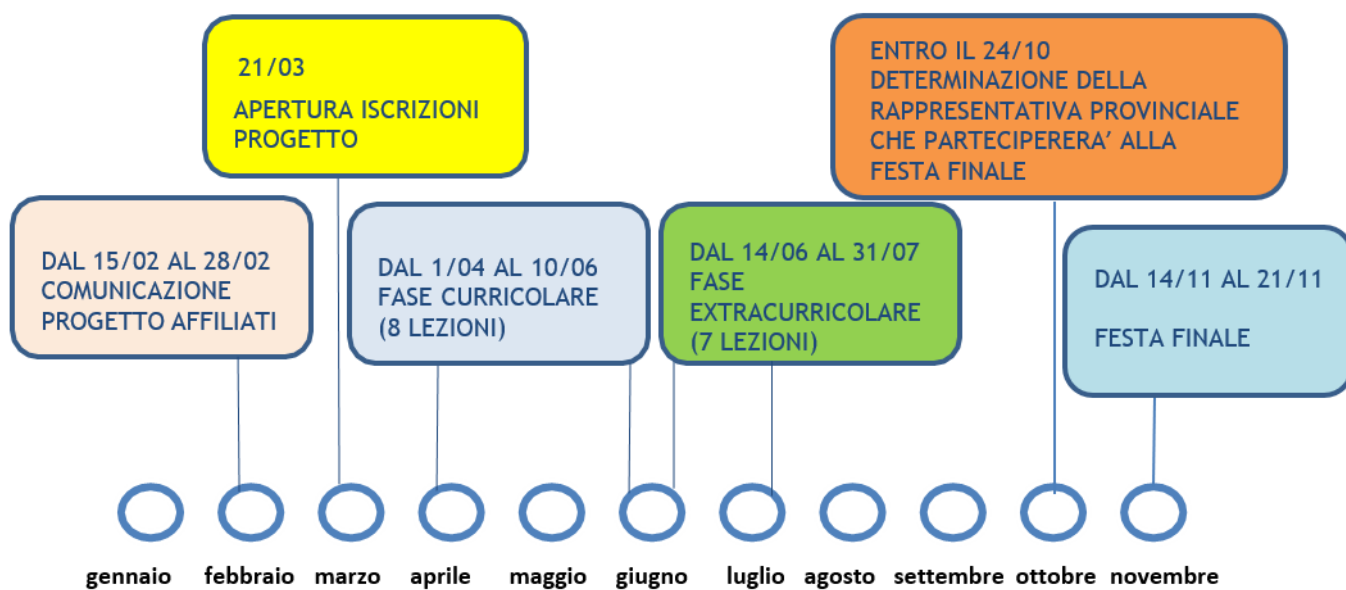 21/03
APERTURA ISCRIZIONI
PROGETTO
ENTRO IL 24/10
DETERMINAZIONE DELLA
RAPPRESENTATIVA PROVINCIALE
CHE PARTECIPERERA’ ALLA
FESTA FINALE
DAL 15/02 AL 28/02
COMUNICAZIONE
PROGETTO AFFILIATI
DAL 1/04 AL 10/06
FASE CURRICOLARE
(8 LEZIONI)
DAL 14/06 AL 31/07
FASE
EXTRACURRICOLARE
(7 LEZIONI)
DAL 14/11 AL 21/11
FESTA FINALE
gennaio febbraio marzo aprile maggio giugno luglio agosto settembre ottobre novembre